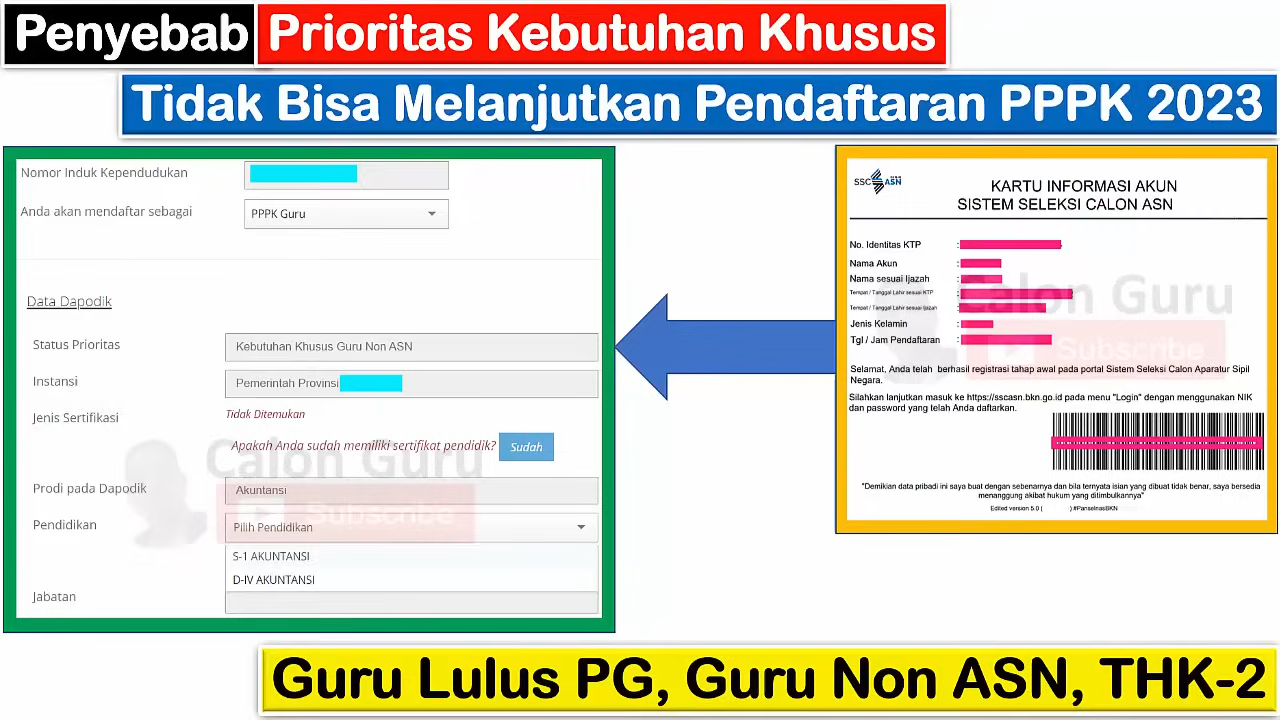 Penyebab Prioritas Kebutuhan Khusus
Tidak Bisa Melanjutkan Pendaftaran PPPK 2023
Nomor Induk Kependudukan
Anda akan mendaftar sebagai PPPK Guru
Data Dapodik
Status Prioritas Kebutuhan Khusus Guru Non ASN
Instansi Pemerintah Provinsi
Jenis Sertifikasi Tidak Ditemukan
Apakah Anda sudah memiliki sertifikat pendidik? Sudah
Calon Guru
Subscribe
Prodi pada Dapodik Akuntansi
Pendidikan Pilih Pendidikan
S-1 AKUNTANSI
D-IV AKUNTANSI
Jabatan
SSCASN
KARTU INFORMASI AKUN
SISTEM SELEKSI CALON ASN
No. Identitas KTP :
Nama Akun :
Nama sesuai Ijazah :
Tempat / Tanggal Lahir sesuai KTP :
Tempat / Tanggal Lahir sesuai Ijazah :
Jenis Kelamin :
Tgl / Jam Pendaftaran :
Calon Guru
Subscribe
Selamat, Anda telah berhasil registrasi tahap awal pada portal Sistem Seleksi Calon Aparatur Sipil
Negara.
Silahkan lanjutkan masuk ke https://sscasn.bkn.go.id pada menu "Login" dengan menggunakan NIK
dan password yang telah Anda daftarkan.
"Demikian data pribadi ini saya buat dengan sebenarnya dan bila ternyata isian yang dibuat tidak benar, saya bersedia
menanggung akibat hukum yang ditimbulkannya"
Edited version 5.0 ( ) #PanselnasBKN
Guru Lulus PG, Guru Non ASN, THK-2